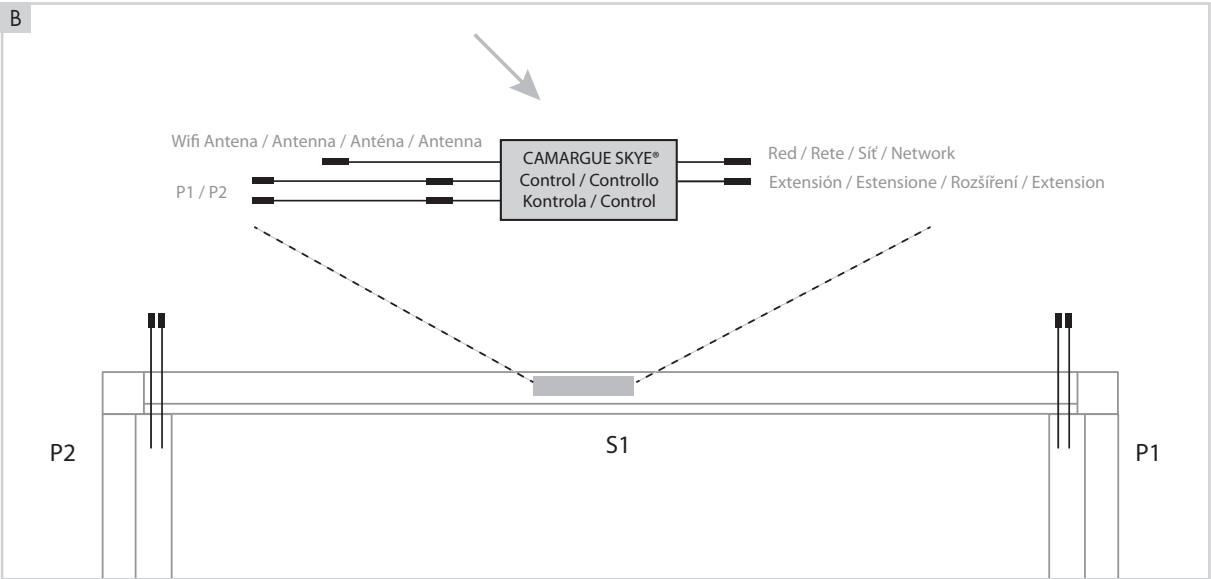 B
Wifi Antena / Antenna / Anténa / Antenna
P1 / P2
CAMARGUE SKYE®
Control / Controllo
Kontrola / Control
Red / Rete / Síť / Network
Extensión / Estensione / Rozšíření / Extension
P2
S1
P1